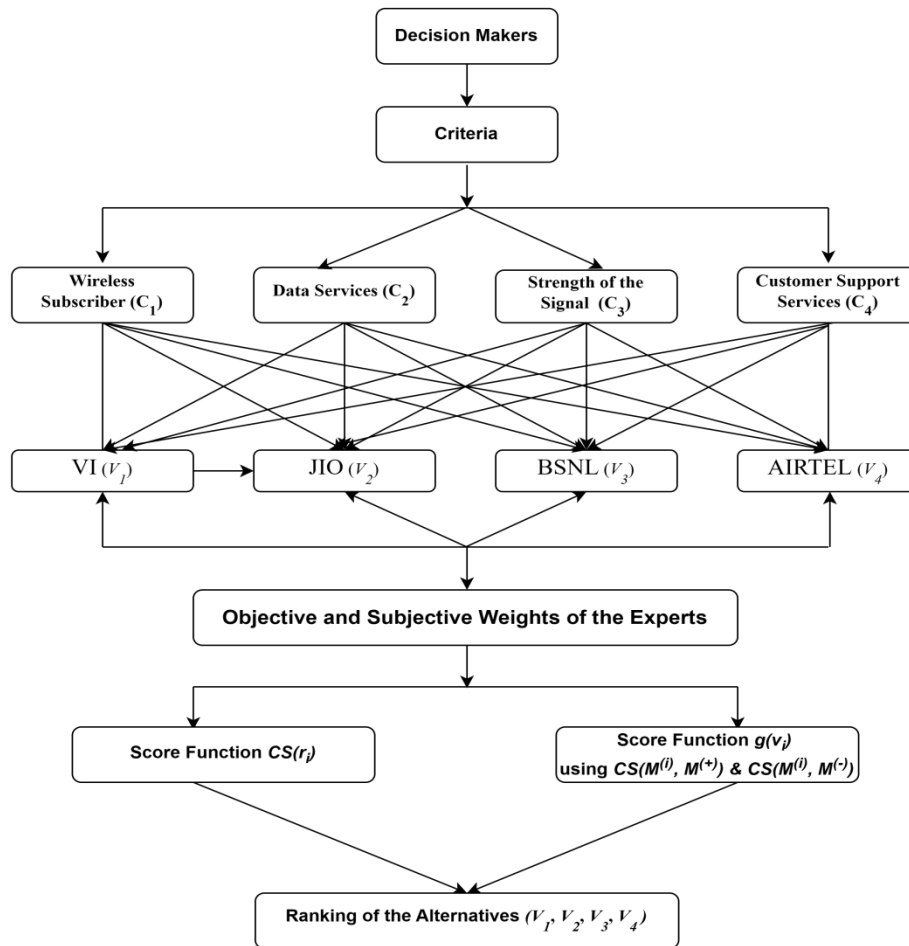 Decision Makers
Criteria
Wireless
Subscriber (C₁)
Data Services (C₂)
Strength of the
Signal (C₃)
Customer Support
Services (C₄)
VI (V₁)
JIO (V₂)
BSNL (V₃)
AIRTEL (V₄)
Objective and Subjective Weights of the Experts
Score Function CS(rᵢ)
Score Function g(vᵢ)
using CS(M⁽ⁱ⁾, M⁽⁺⁾) & CS(M⁽ⁱ⁾, M⁽⁻⁾)
Ranking of the Alternatives (V₁, V₂, V₃, V₄)